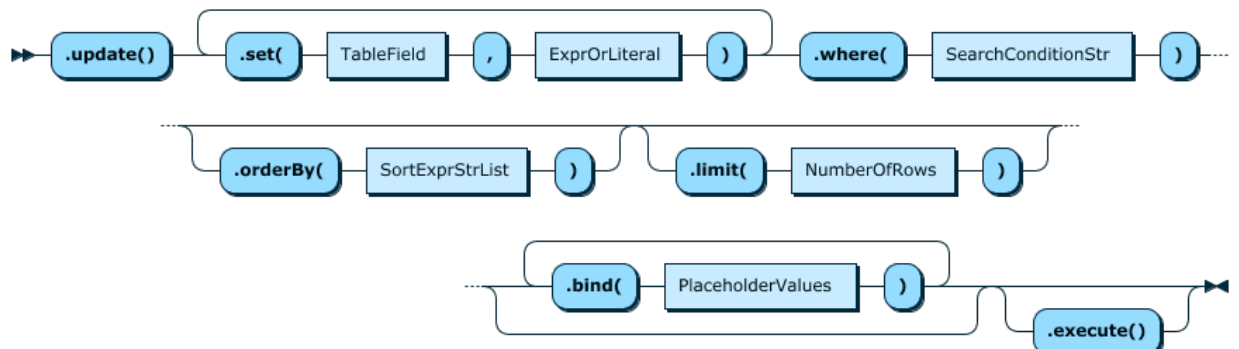 .update() .set( TableField , ExprOrLiteral ) .where( SearchConditionStr )
.orderBy( SortExprStrList ) .limit( NumberOfRows )
.bind( PlaceholderValues )
.execute()